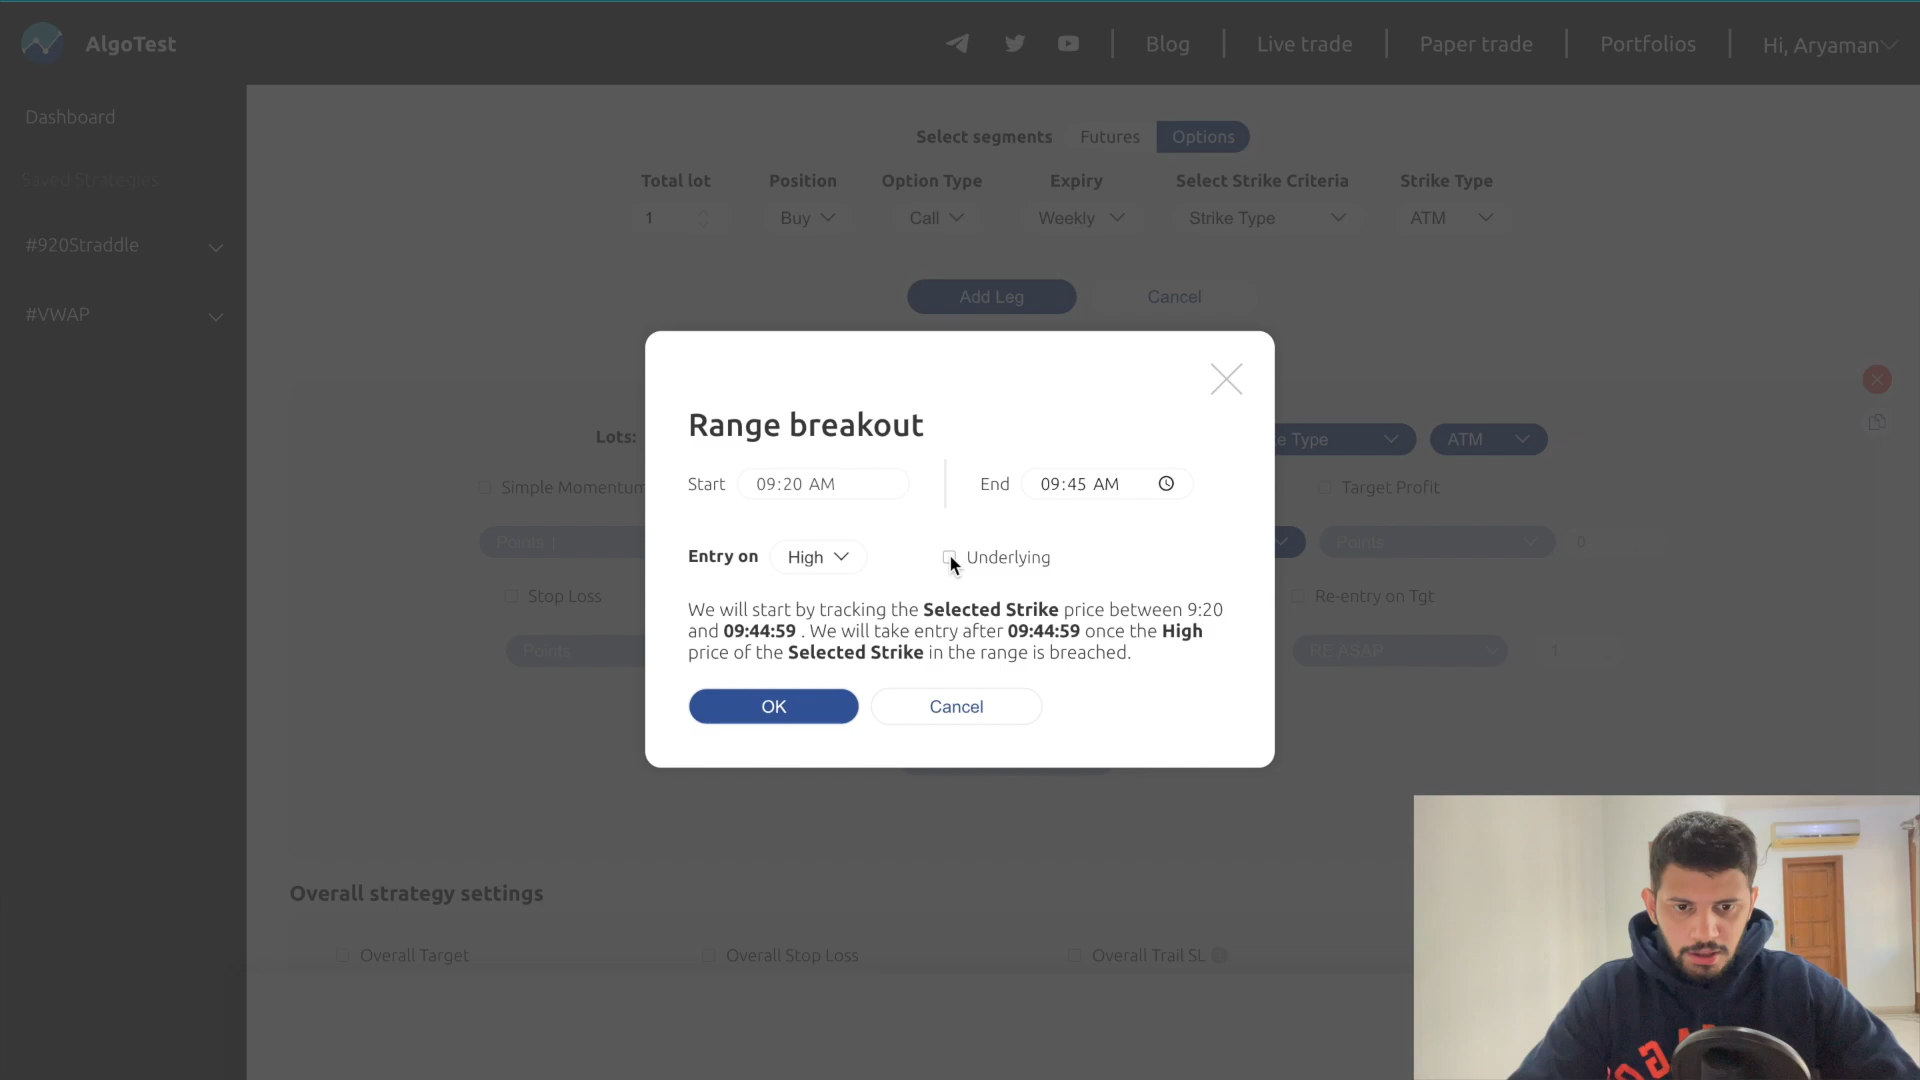 AlgoTest
Blog
Live trade
Paper trade
Portfolios
Hi, Aryaman
Dashboard
Saved Strategies
#920Straddle
#VWAP
Select segments Futures Options
Total lot Position Option Type Expiry Select Strike Criteria Strike Type
1 Buy Call Weekly Strike Type ATM
Add Leg Cancel
Range breakout
Start 09:20 AM End 09:45 AM
Entry on High Underlying
We will start by tracking the Selected Strike price between 9:20
and 09:44:59 . We will take entry after 09:44:59 once the High
price of the Selected Strike in the range is breached.
OK Cancel
Lots: e Type ATM
Simple Momentum Target Profit
Points ↑ Points 0
Stop Loss Re-entry on Tgt
Points RE ASAP 1
Overall strategy settings
Overall Target Overall Stop Loss Overall Trail SL